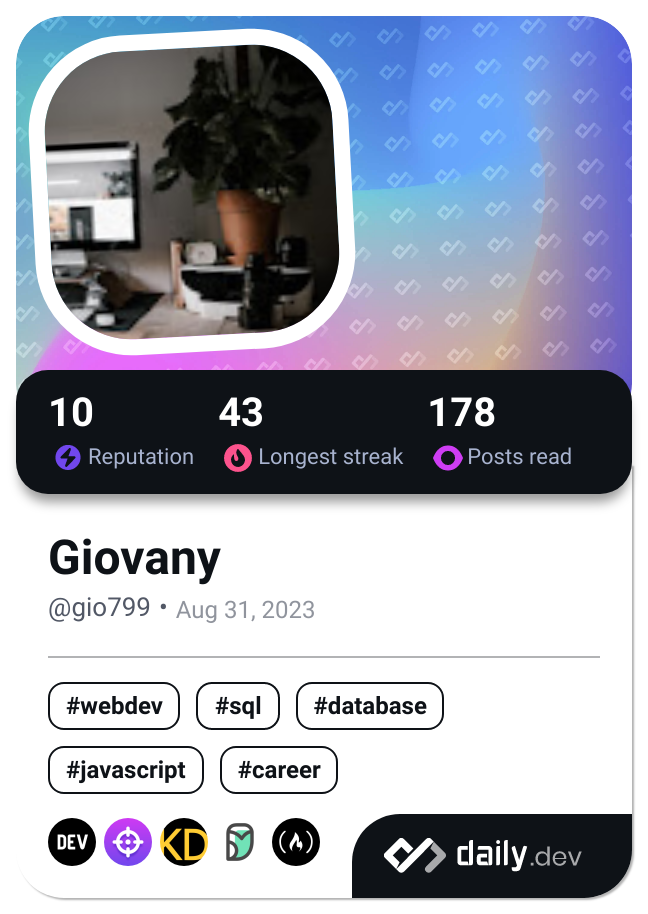 10 43 178
Reputation Longest streak Posts read
Giovany
@gio799 • Aug 31, 2023
#webdev #sql #database
#javascript #career
DEV KD
daily.dev